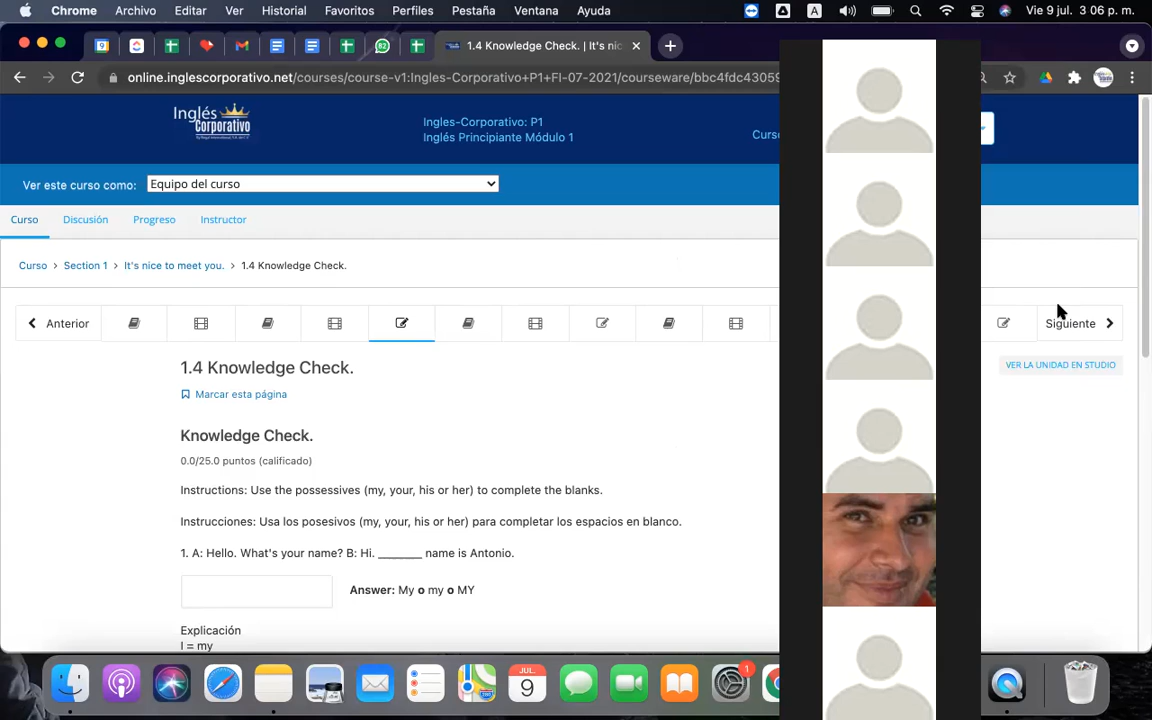 Chrome Archivo Editar Ver Historial Favoritos Perfiles Pestaña Ventana Ayuda A Vie 9 jul. 3 06 p. m.
1.4 Knowledge Check. | It's nic
online.inglescorporativo.net/courses/course-v1:Ingles-Corporativo+P1+FI-07-2021/courseware/bbc4fdc43059
Inglés
Corporativo
Ingles-Corporativo: P1
Inglés Principiante Módulo 1
Curso
Ver este curso como: Equipo del curso
Curso Discusión Progreso Instructor
Curso > Section 1 > It's nice to meet you. > 1.4 Knowledge Check.
Anterior Siguiente
VER LA UNIDAD EN STUDIO
1.4 Knowledge Check.
Marcar esta página
Knowledge Check.
0.0/25.0 puntos (calificado)
Instructions: Use the possessives (my, your, his or her) to complete the blanks.
Instrucciones: Usa los posesivos (my, your, his or her) para completar los espacios en blanco.
1. A: Hello. What's your name? B: Hi. ________ name is Antonio.
Answer: My o my o MY
Explicación
I = my
JUL.
9
1